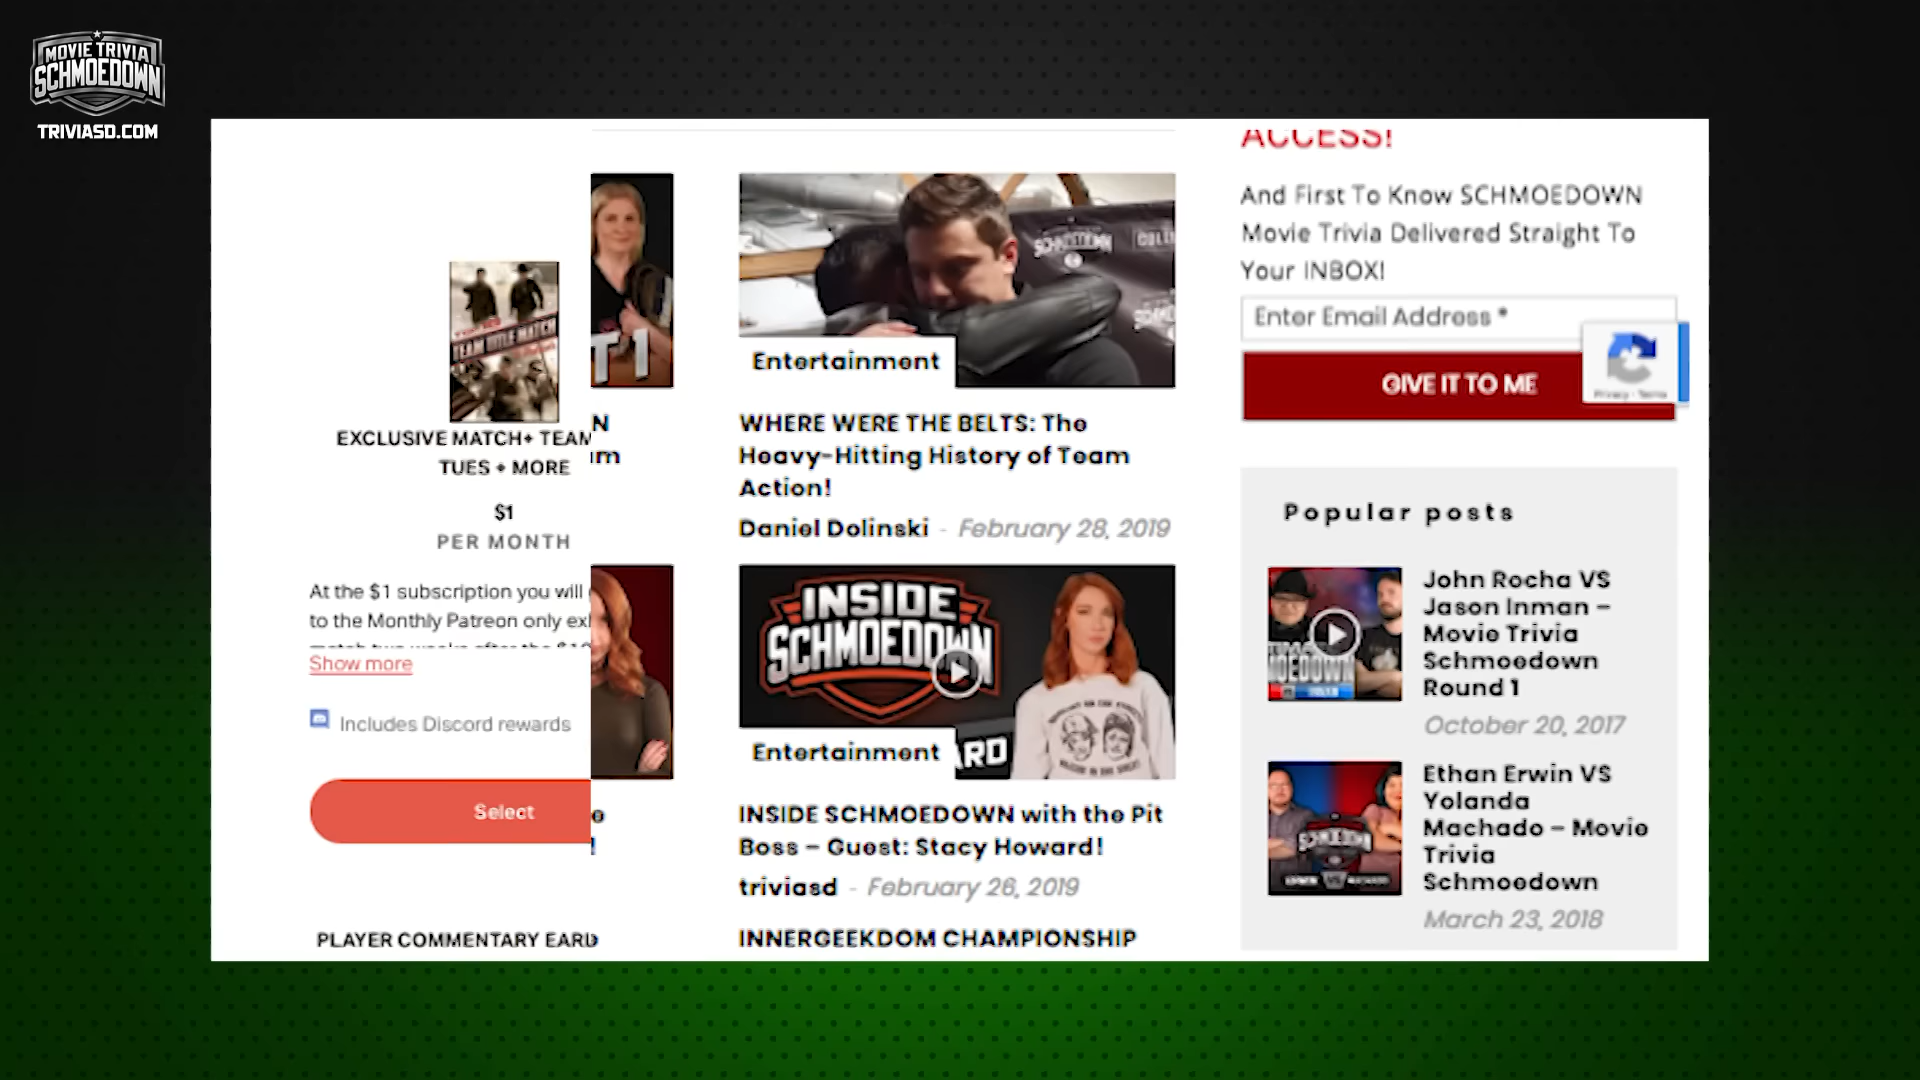 MOVIE TRIVIA
SCHMOEDOWN
TRIVIASD.COM
EXCLUSIVE MATCH+ TEAM
TUES + MORE
$1
PER MONTH
At the $1 subscription you will
to the Monthly Patreon only
Show more
Includes Discord rewards
Select
PLAYER COMMENTARY
T 1
N
um
!
Entertainment
WHERE WERE THE BELTS: The
Heavy-Hitting History of Team
Action!
Daniel Dolinski - February 28, 2019
INSIDE
SCHMOEDOWN
ARD
Entertainment
INSIDE SCHMOEDOWN with the Pit
Boss – Guest: Stacy Howard!
triviasd - February 26, 2019
INNERGEEKDOM CHAMPIONSHIP
ACCESS!
And First To Know SCHMOEDOWN
Movie Trivia Delivered Straight To
Your INBOX!
Enter Email Address *
GIVE IT TO ME
Privacy - Terms
Popular posts
John Rocha VS
Jason Inman –
Movie Trivia
Schmoedown
Round 1
October 20, 2017
Ethan Erwin VS
Yolanda
Machado – Movie
Trivia
Schmoedown
March 23, 2018